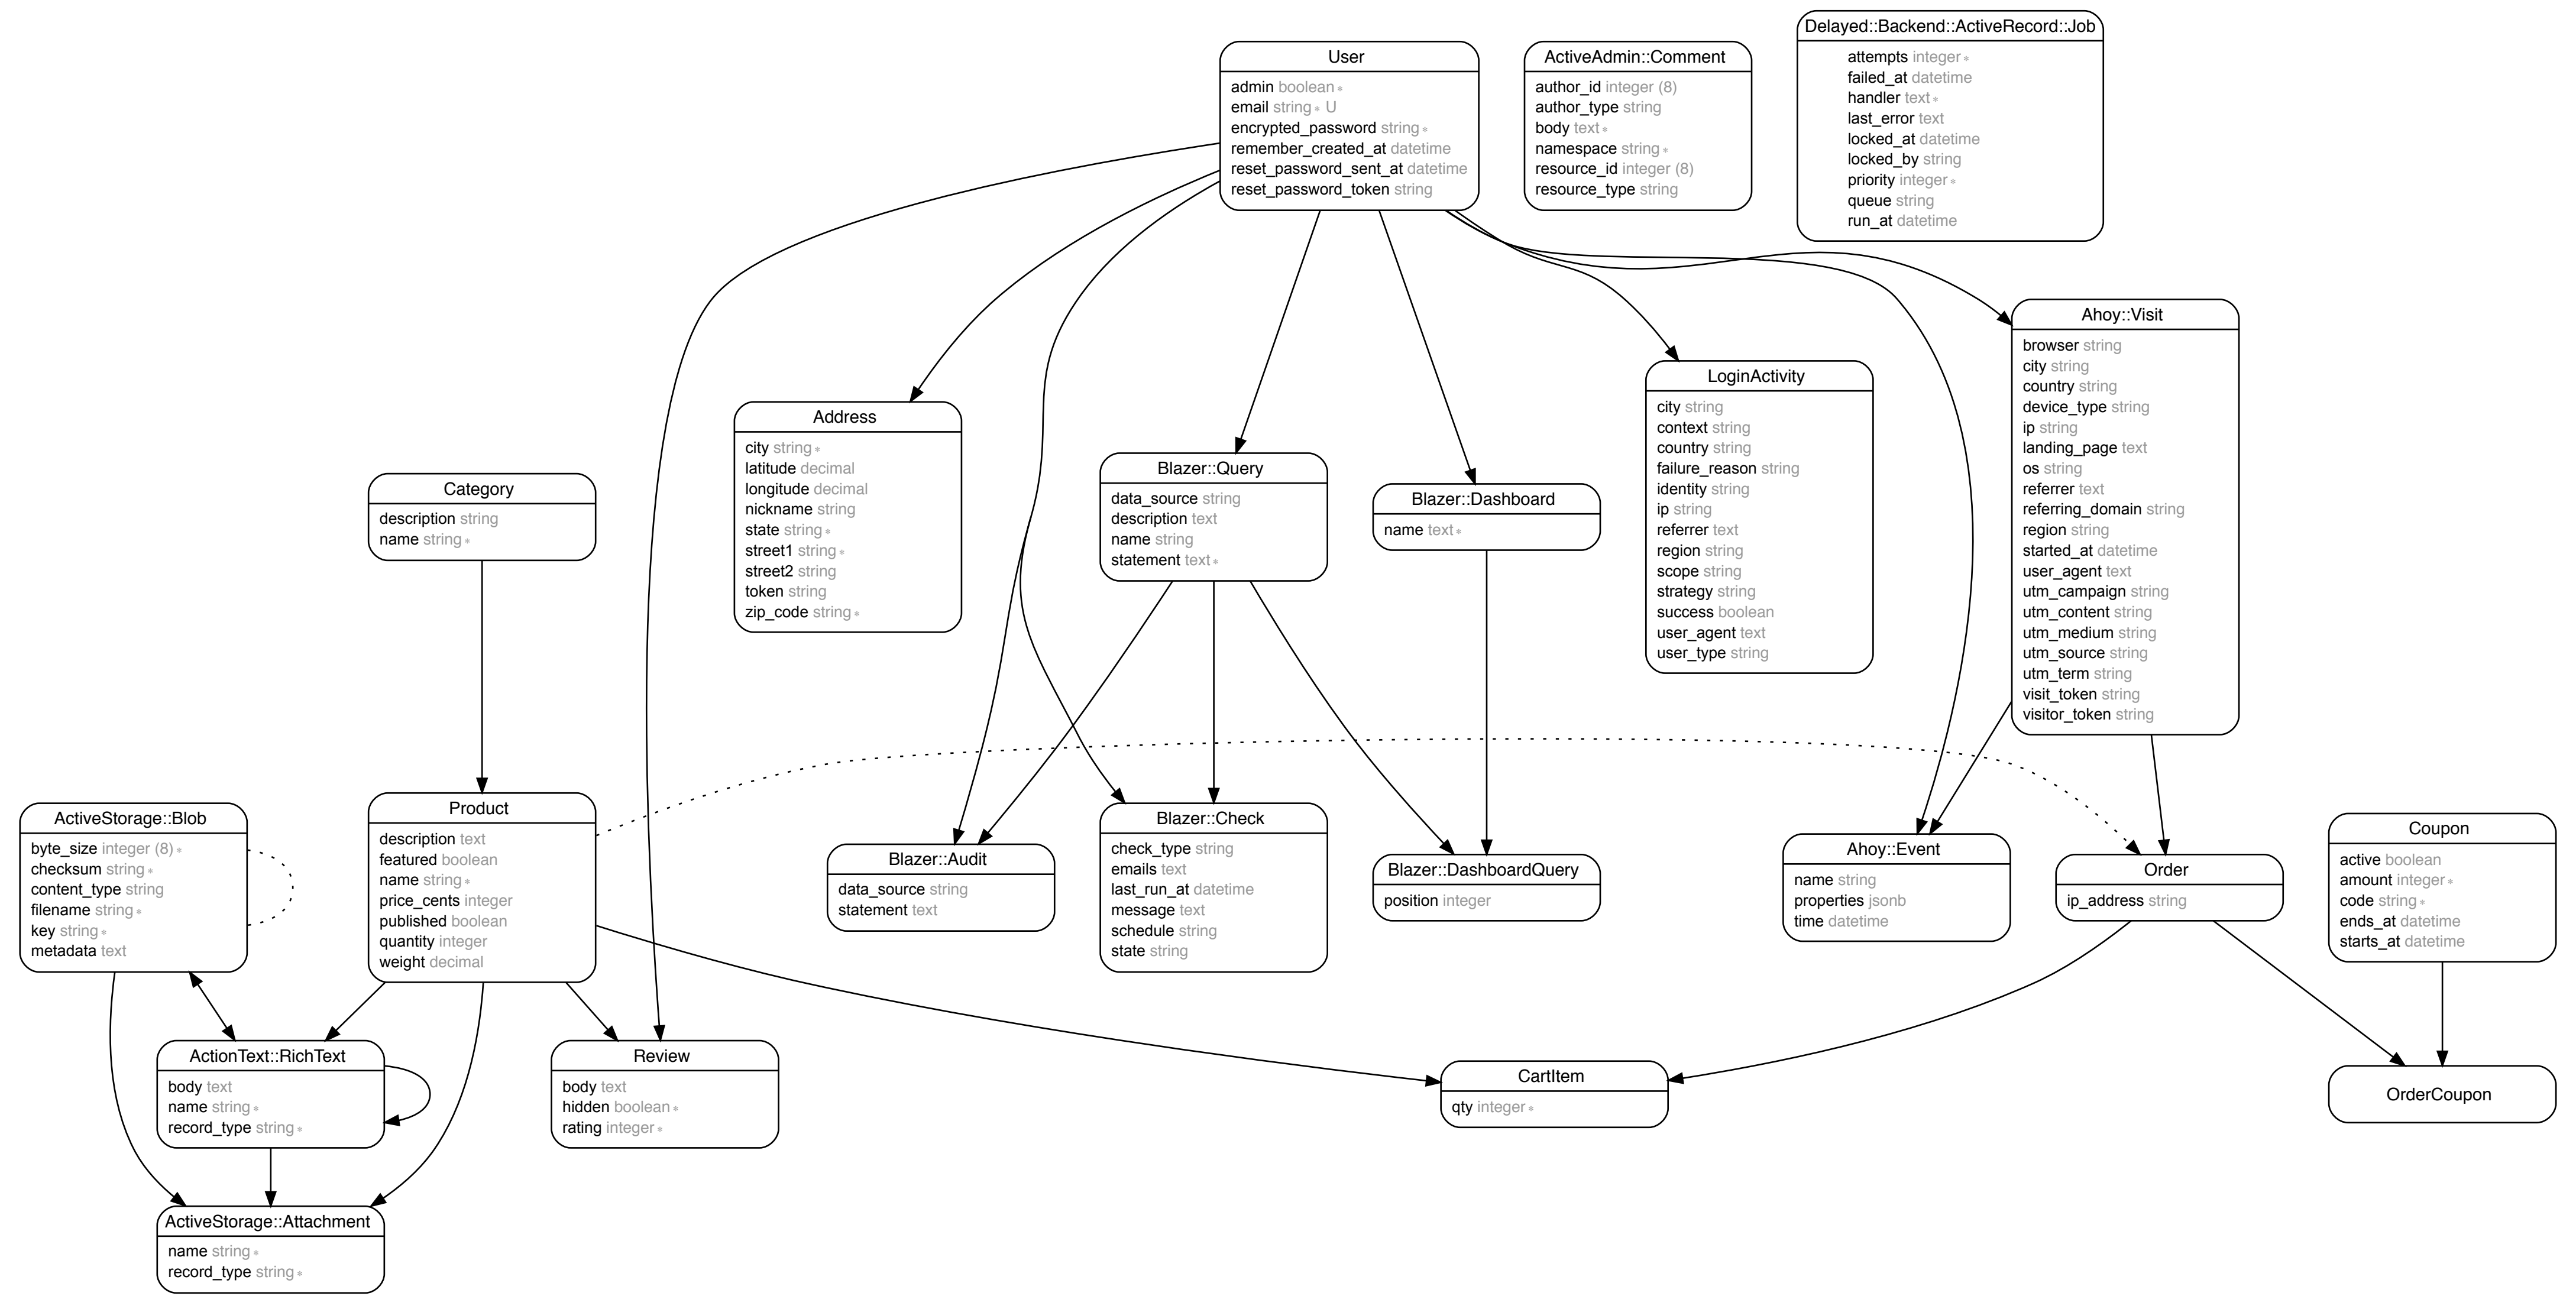 User
admin boolean ∗
email string ∗ U
encrypted_password string ∗
remember_created_at datetime
reset_password_sent_at datetime
reset_password_token string
ActiveAdmin::Comment
author_id integer (8)
author_type string
body text ∗
namespace string ∗
resource_id integer (8)
resource_type string
Delayed::Backend::ActiveRecord::Job
attempts integer ∗
failed_at datetime
handler text ∗
last_error text
locked_at datetime
locked_by string
priority integer ∗
queue string
run_at datetime
Ahoy::Visit
browser string
city string
country string
device_type string
ip string
landing_page text
os string
referrer text
referring_domain string
region string
started_at datetime
user_agent text
utm_campaign string
utm_content string
utm_medium string
utm_source string
utm_term string
visit_token string
visitor_token string
LoginActivity
city string
context string
country string
failure_reason string
identity string
ip string
referrer text
region string
scope string
strategy string
success boolean
user_agent text
user_type string
Address
city string ∗
latitude decimal
longitude decimal
nickname string
state string ∗
street1 string ∗
street2 string
token string
zip_code string ∗
Blazer::Query
data_source string
description text
name string
statement text ∗
Blazer::Dashboard
name text ∗
Category
description string
name string ∗
ActiveStorage::Blob
byte_size integer (8) ∗
checksum string ∗
content_type string
filename string ∗
key string ∗
metadata text
Product
description text
featured boolean
name string ∗
price_cents integer
published boolean
quantity integer
weight decimal
Blazer::Audit
data_source string
statement text
Blazer::Check
check_type string
emails text
last_run_at datetime
message text
schedule string
state string
Blazer::DashboardQuery
position integer
Ahoy::Event
name string
properties jsonb
time datetime
Order
ip_address string
Coupon
active boolean
amount integer ∗
code string ∗
ends_at datetime
starts_at datetime
ActionText::RichText
body text
name string ∗
record_type string ∗
Review
body text
hidden boolean ∗
rating integer ∗
CartItem
qty integer ∗
OrderCoupon
ActiveStorage::Attachment
name string ∗
record_type string ∗